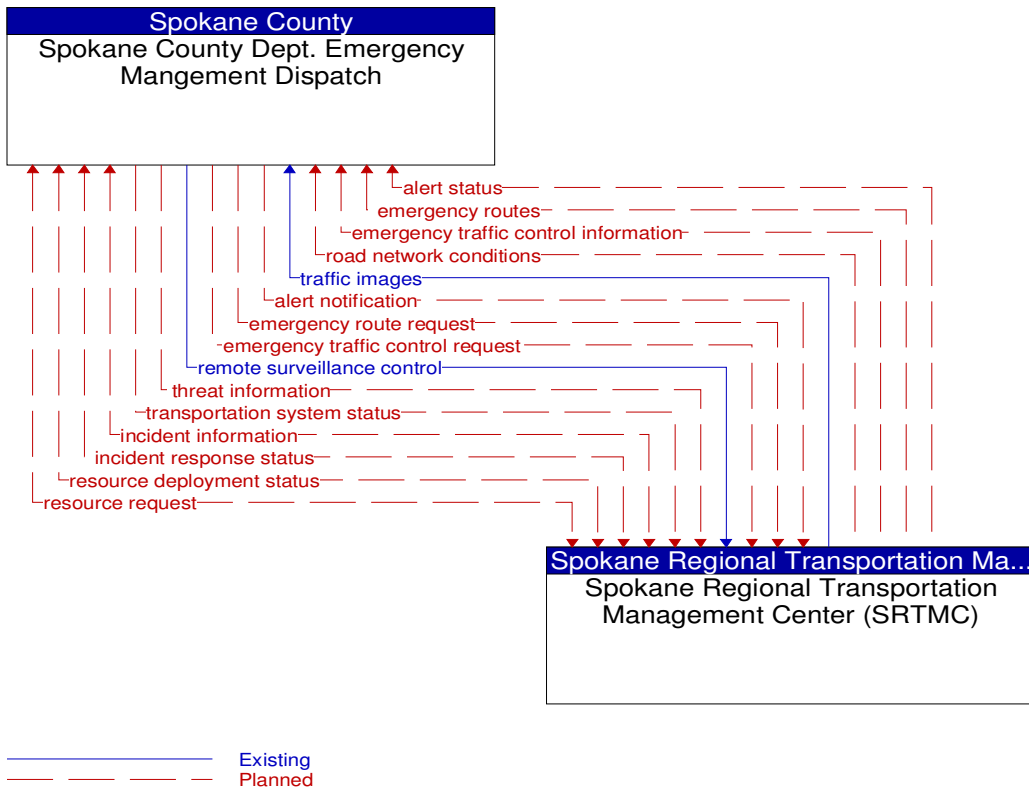 Spokane County
Spokane County Dept. Emergency
Mangement Dispatch
alert status
emergency routes
emergency traffic control information
road network conditions
traffic images
alert notification
emergency route request
emergency traffic control request
remote surveillance control
threat information
transportation system status
incident information
incident response status
resource deployment status
resource request
Spokane Regional Transportation Ma...
Spokane Regional Transportation
Management Center (SRTMC)
Existing
Planned